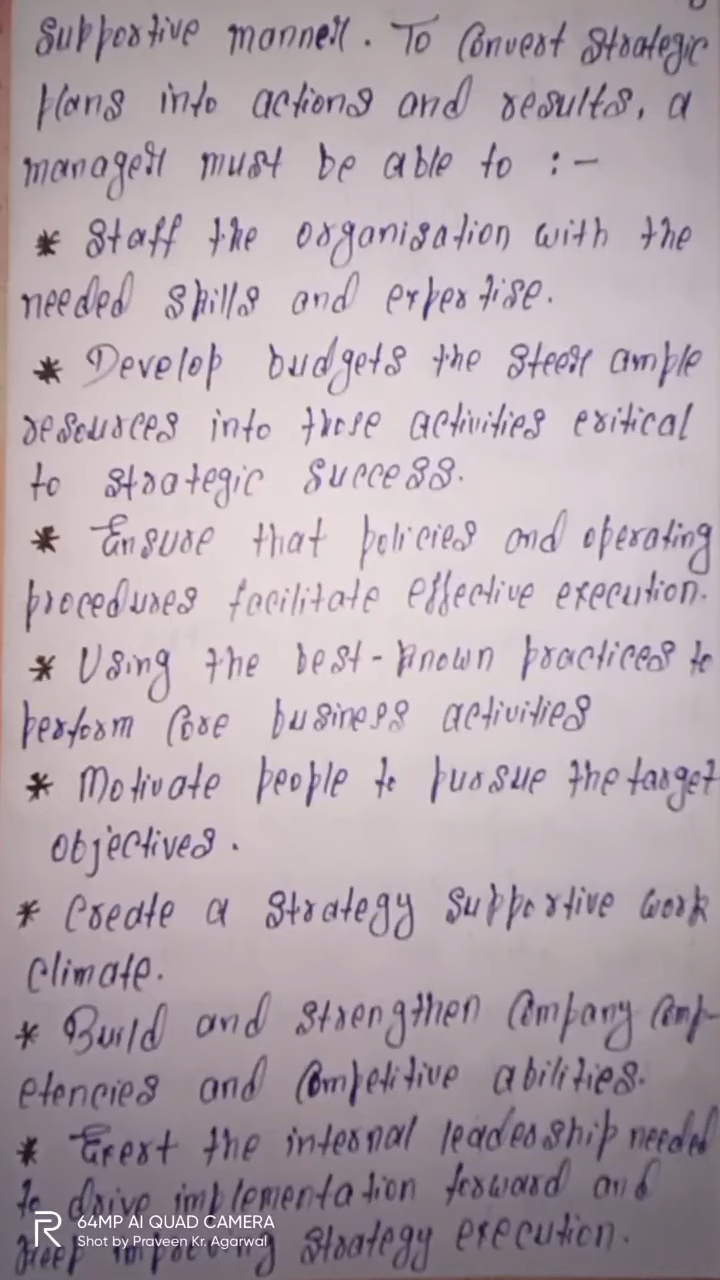 Supportive manner. To Convert Strategic
plans into actions and results, a
manager must be able to :-
* Staff the organisation with the
needed skills and expertise.
* Develop budgets the steer ample
resources into those activities critical
to strategic success.
* Ensure that policies and operating
procedures facilitate effective execution.
* Using the best-known practices to
perform Core business activities
* Motivate people to pursue the target
objectives.
* Create a strategy supportive work
climate.
* Build and strengthen Company Comp-
etencies and Competitive abilities.
* Exert the internal leadership needed
to drive implementation forward and
keep improving strategy execution.
64MP AI QUAD CAMERA
Shot by Praveen Kr. Agarwal